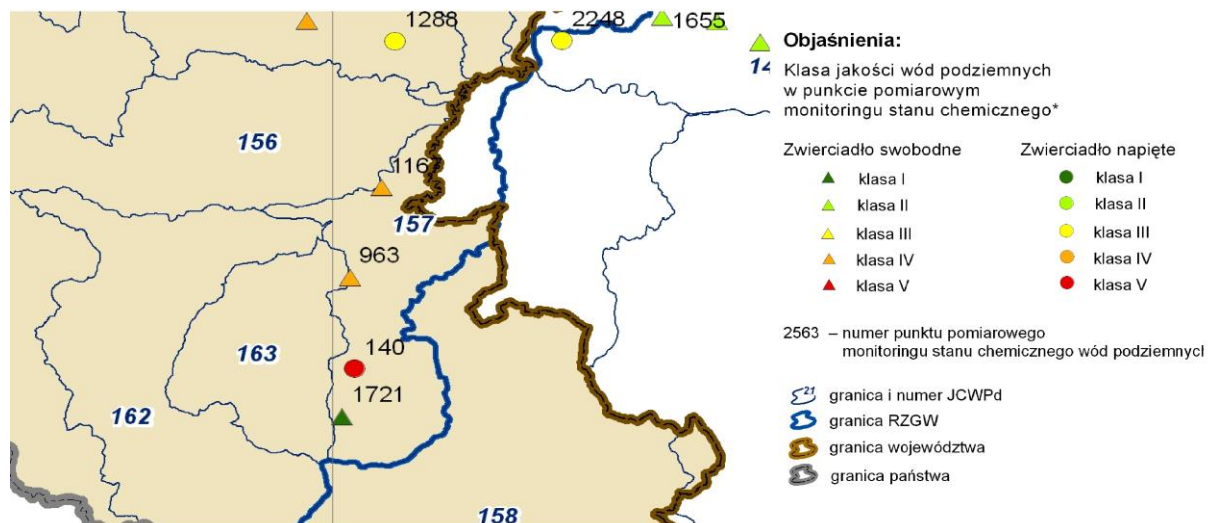 1288
2248
1655
156
116
157
963
163
140
1721
162
158
14
Objaśnienia:
Klasa jakości wód podziemnych
w punkcie pomiarowym
monitoringu stanu chemicznego*
Zwierciadło swobodne
Zwierciadło napięte
klasa I
klasa I
klasa II
klasa II
klasa III
klasa III
klasa IV
klasa IV
klasa V
klasa V
2563 – numer punktu pomiarowego
monitoringu stanu chemicznego wód podziemnycl
21 granica i numer JCWPd
granica RZGW
granica województwa
granica państwa